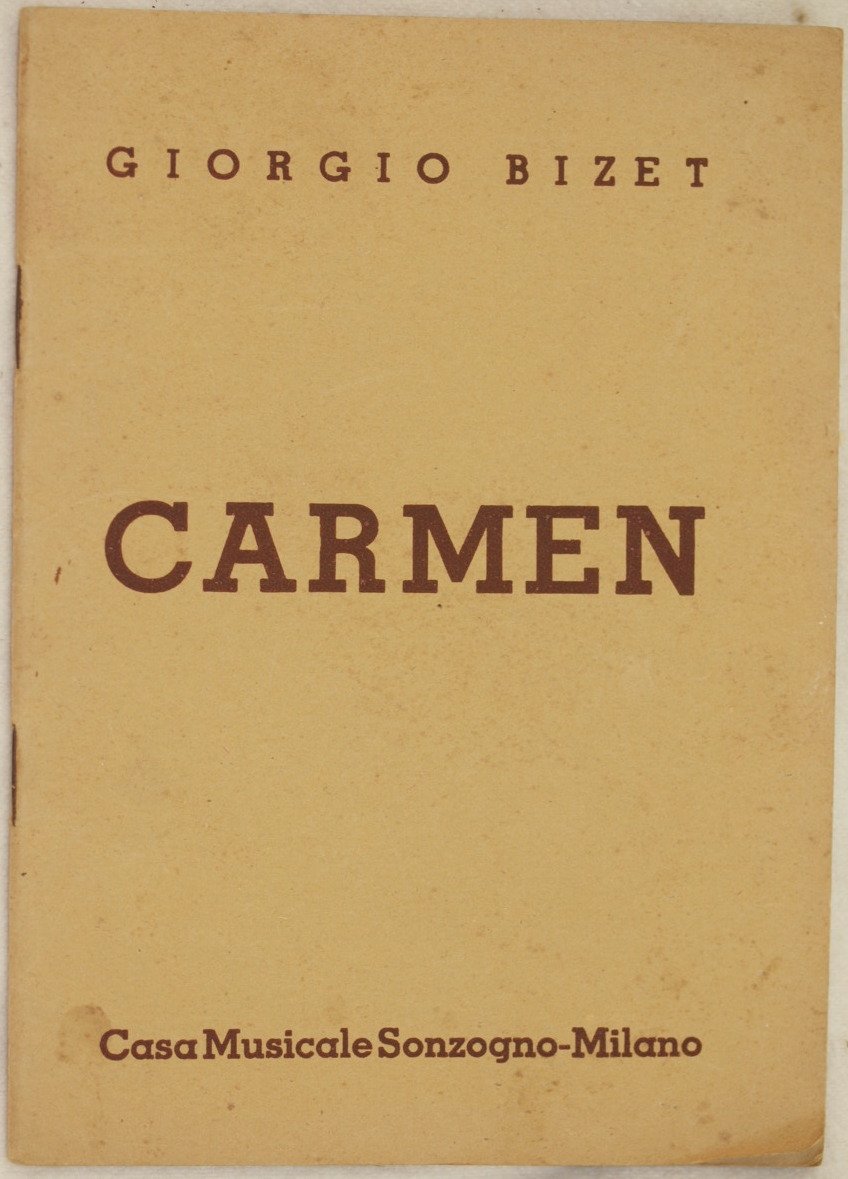 GIORGIO BIZET
CARMEN
Casa Musicale Sonzogno-Milano